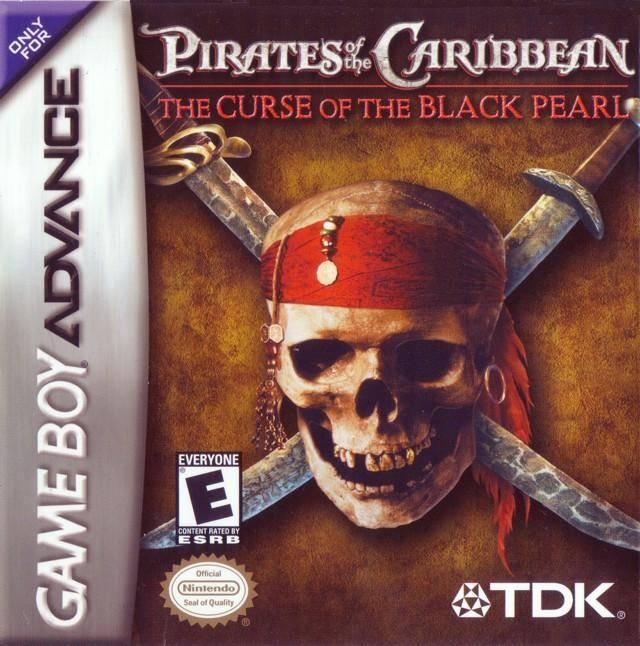 ONLY
FOR
GAME BOY ADVANCE
PIRATES of the CARIBBEAN
THE CURSE OF THE BLACK PEARL
EVERYONE
E
CONTENT RATED BY
ESRB
Official
Nintendo
Seal of Quality
TDK